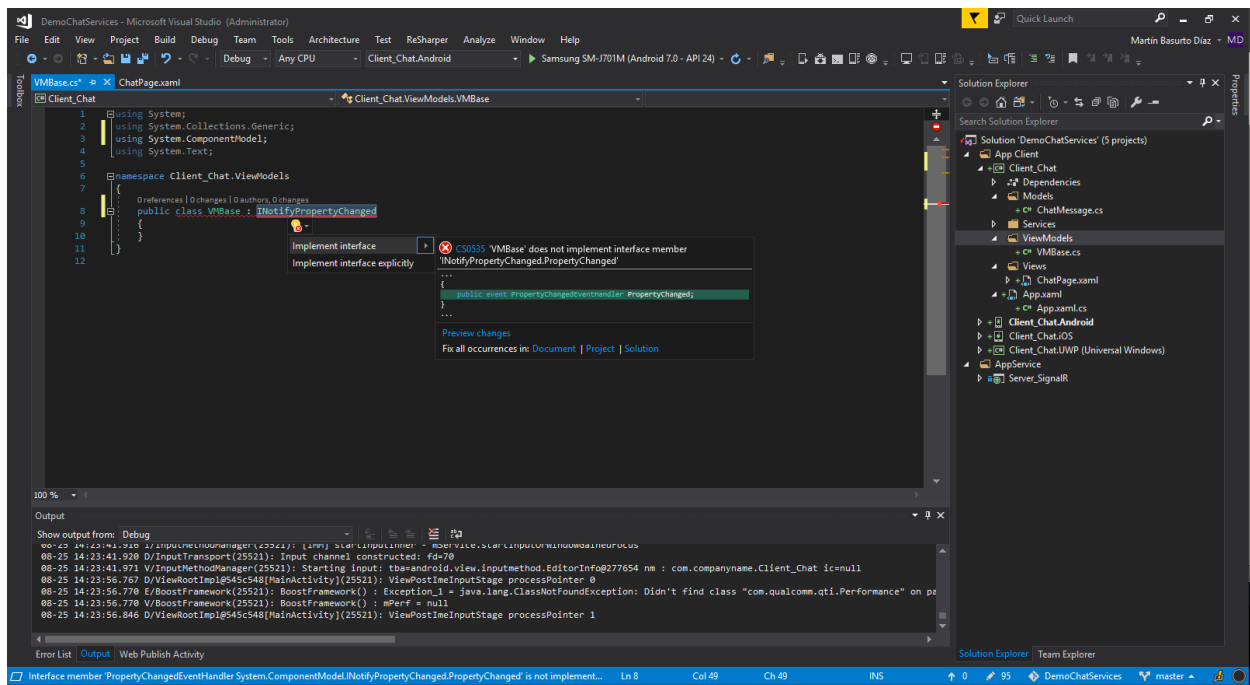 DemoChatServices - Microsoft Visual Studio (Administrator)
Quick Launch
File Edit View Project Build Debug Team Tools Architecture Test ReSharper Analyze Window Help
Martín Basurto Díaz MD
Debug Any CPU Client_Chat.Android Samsung SM-J701M (Android 7.0 - API 24)
Toolbox
VMBase.cs* ChatPage.xaml
Client_Chat Client_Chat.ViewModels.VMBase
1 using System;
2 using System.Collections.Generic;
3 using System.ComponentModel;
4 using System.Text;
5
6 namespace Client_Chat.ViewModels
7 {
0 references | 0 changes | 0 authors, 0 changes
8 public class VMBase : INotifyPropertyChanged
9 {
10 }
11 }
12
Implement interface
Implement interface explicitly
CS0535 'VMBase' does not implement interface member
'INotifyPropertyChanged.PropertyChanged'
...
{
public event PropertyChangedEventHandler PropertyChanged;
}
...
Preview changes
Fix all occurrences in: Document | Project | Solution
100 %
Output
Show output from: Debug
08-25 14:23:41.916 I/InputMethodManager(25521): [IMM] startInputInner - mService.startInputOrWindowGainedFocus
08-25 14:23:41.920 D/InputTransport(25521): Input channel constructed: fd=70
08-25 14:23:41.971 V/InputMethodManager(25521): Starting input: tba=android.view.inputmethod.EditorInfo@277654 nm : com.companyname.Client_Chat ic=null
08-25 14:23:56.767 D/ViewRootImpl@545c548[MainActivity](25521): ViewPostImeInputStage processPointer 0
08-25 14:23:56.770 E/BoostFramework(25521): BoostFramework() : Exception_1 = java.lang.ClassNotFoundException: Didn't find class "com.qualcomm.qti.Performance" on pa
08-25 14:23:56.770 V/BoostFramework(25521): BoostFramework() : mPerf = null
08-25 14:23:56.846 D/ViewRootImpl@545c548[MainActivity](25521): ViewPostImeInputStage processPointer 1
Error List Output Web Publish Activity
Solution Explorer
Search Solution Explorer
Solution 'DemoChatServices' (5 projects)
App Client
Client_Chat
Dependencies
Models
ChatMessage.cs
Services
ViewModels
VMBase.cs
Views
ChatPage.xaml
App.xaml
App.xaml.cs
Client_Chat.Android
Client_Chat.iOS
Client_Chat.UWP (Universal Windows)
AppService
Server_SignalR
Solution Explorer Team Explorer
Properties
Interface member 'PropertyChangedEventHandler System.ComponentModel.INotifyPropertyChanged.PropertyChanged' is not implement... Ln 8 Col 49 Ch 49 INS 0 95 DemoChatServices master